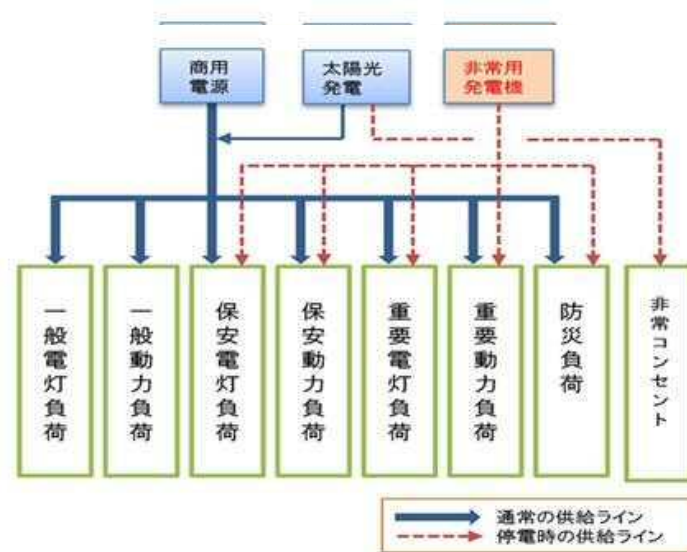 商用
電源
太陽光
発電
非常用
発電機
一般電灯負荷
一般動力負荷
保安電灯負荷
保安動力負荷
重要電灯負荷
重要動力負荷
防災負荷
非常コンセント
通常の供給ライン
停電時の供給ライン